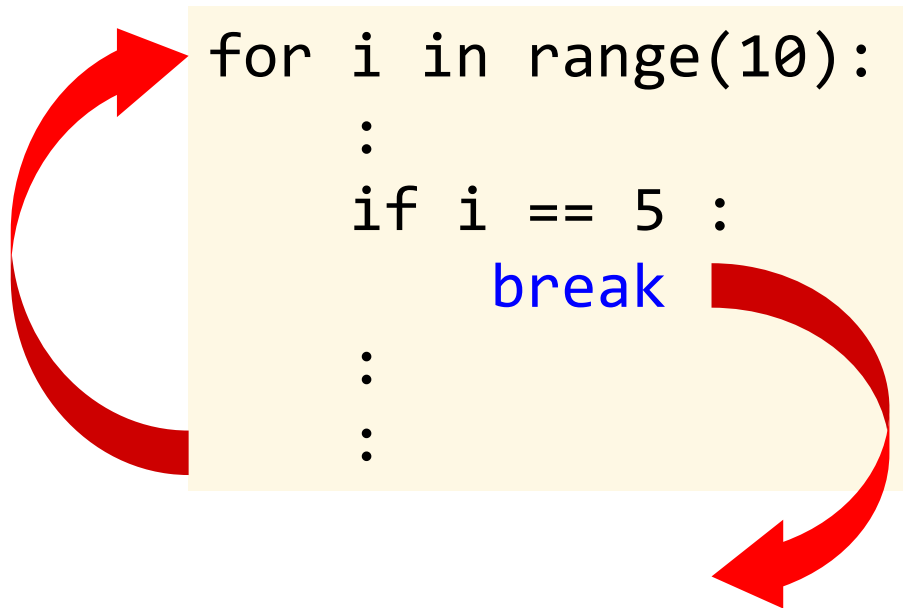 for i in range(10):
    :
    if i == 5 :
        break
    :
    :